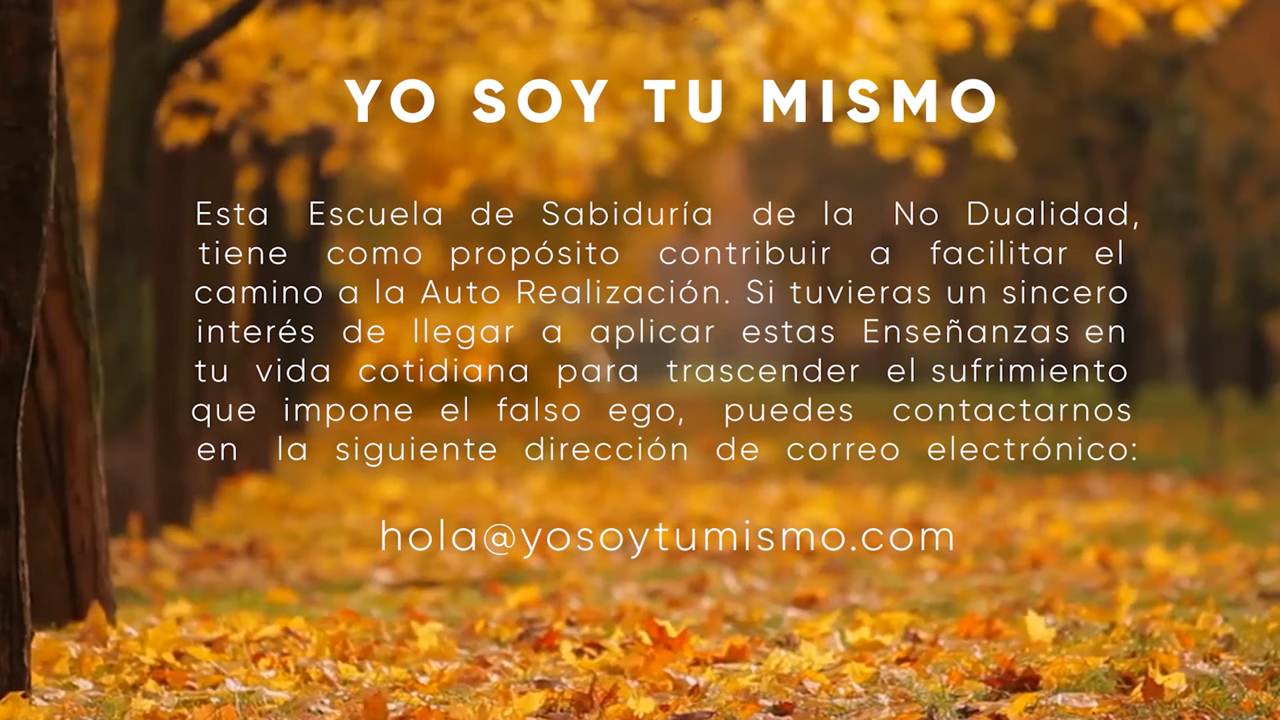 YO SOY TU MISMO
Esta Escuela de Sabiduría de la No Dualidad,
tiene como propósito contribuir a facilitar el
camino a la Auto Realización. Si tuvieras un sincero
interés de llegar a aplicar estas Enseñanzas en
tu vida cotidiana para trascender el sufrimiento
que impone el falso ego, puedes contactarnos
en la siguiente dirección de correo electrónico:
hola@yosoytumismo.com